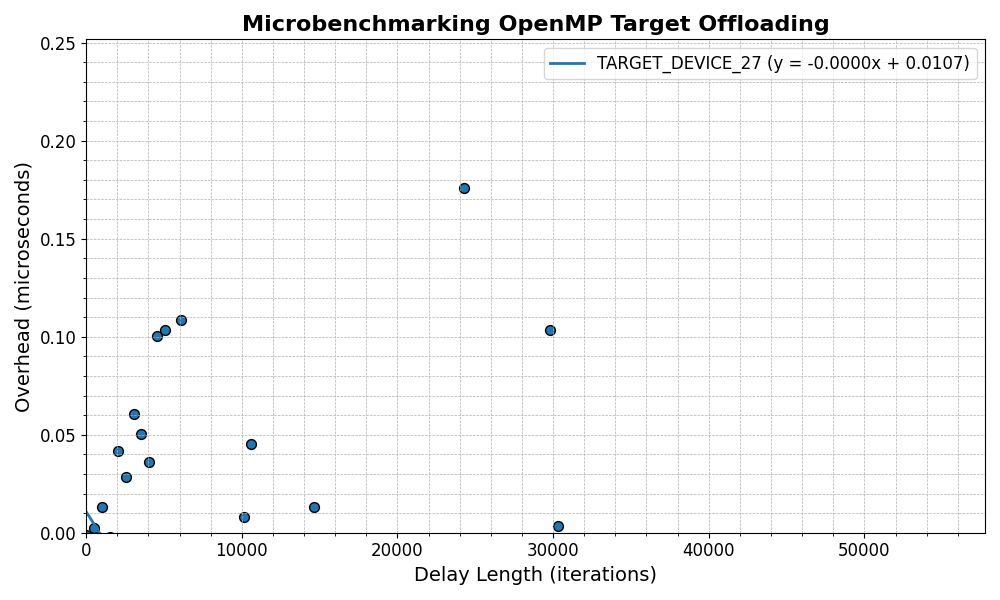 Microbenchmarking OpenMP Target Offloading
TARGET_DEVICE_27 (y = -0.0000x + 0.0107)
Overhead (microseconds)
0.25
0.20
0.15
0.10
0.05
0.00
0 10000 20000 30000 40000 50000
Delay Length (iterations)